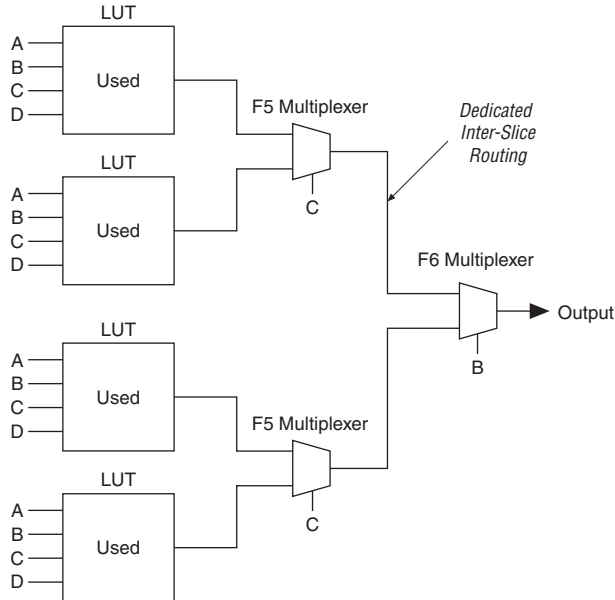 LUT
A
B
C
D
Used
F5 Multiplexer
C
Dedicated
Inter-Slice
Routing
LUT
A
B
C
D
Used
F6 Multiplexer
B
Output
LUT
A
B
C
D
Used
F5 Multiplexer
C
LUT
A
B
C
D
Used